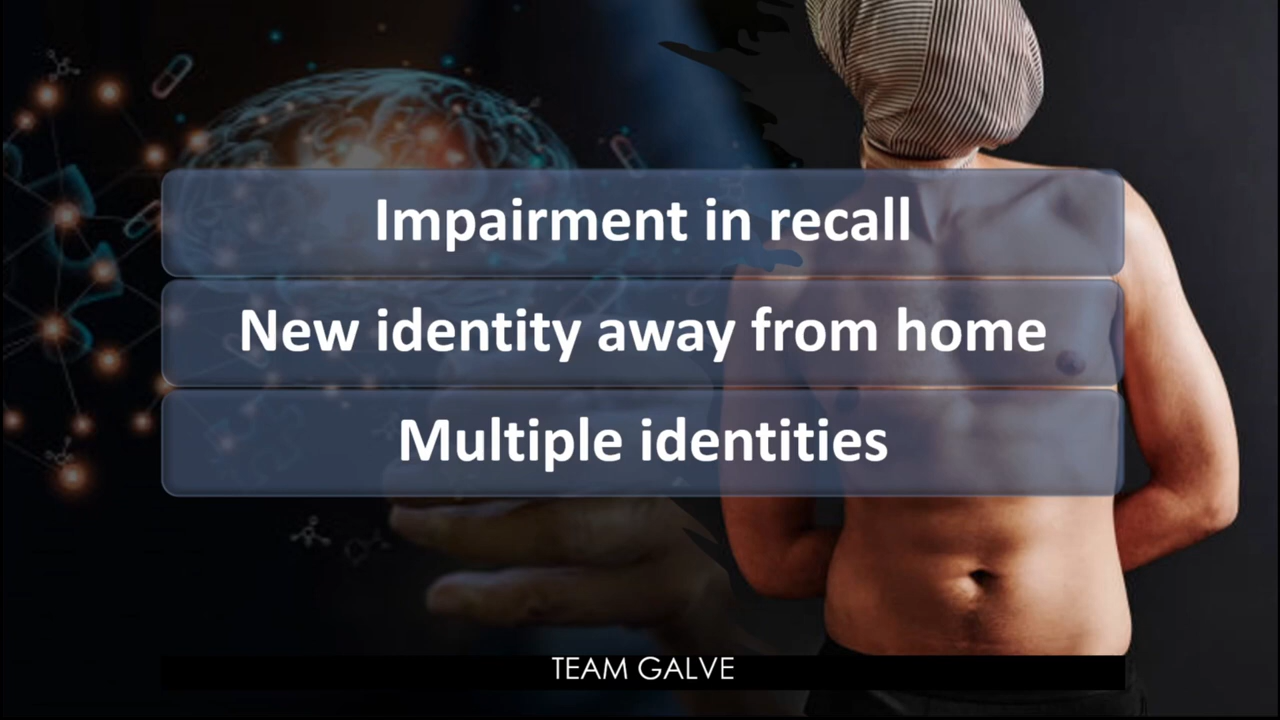 Impairment in recall
New identity away from home
Multiple identities
TEAM GALVE